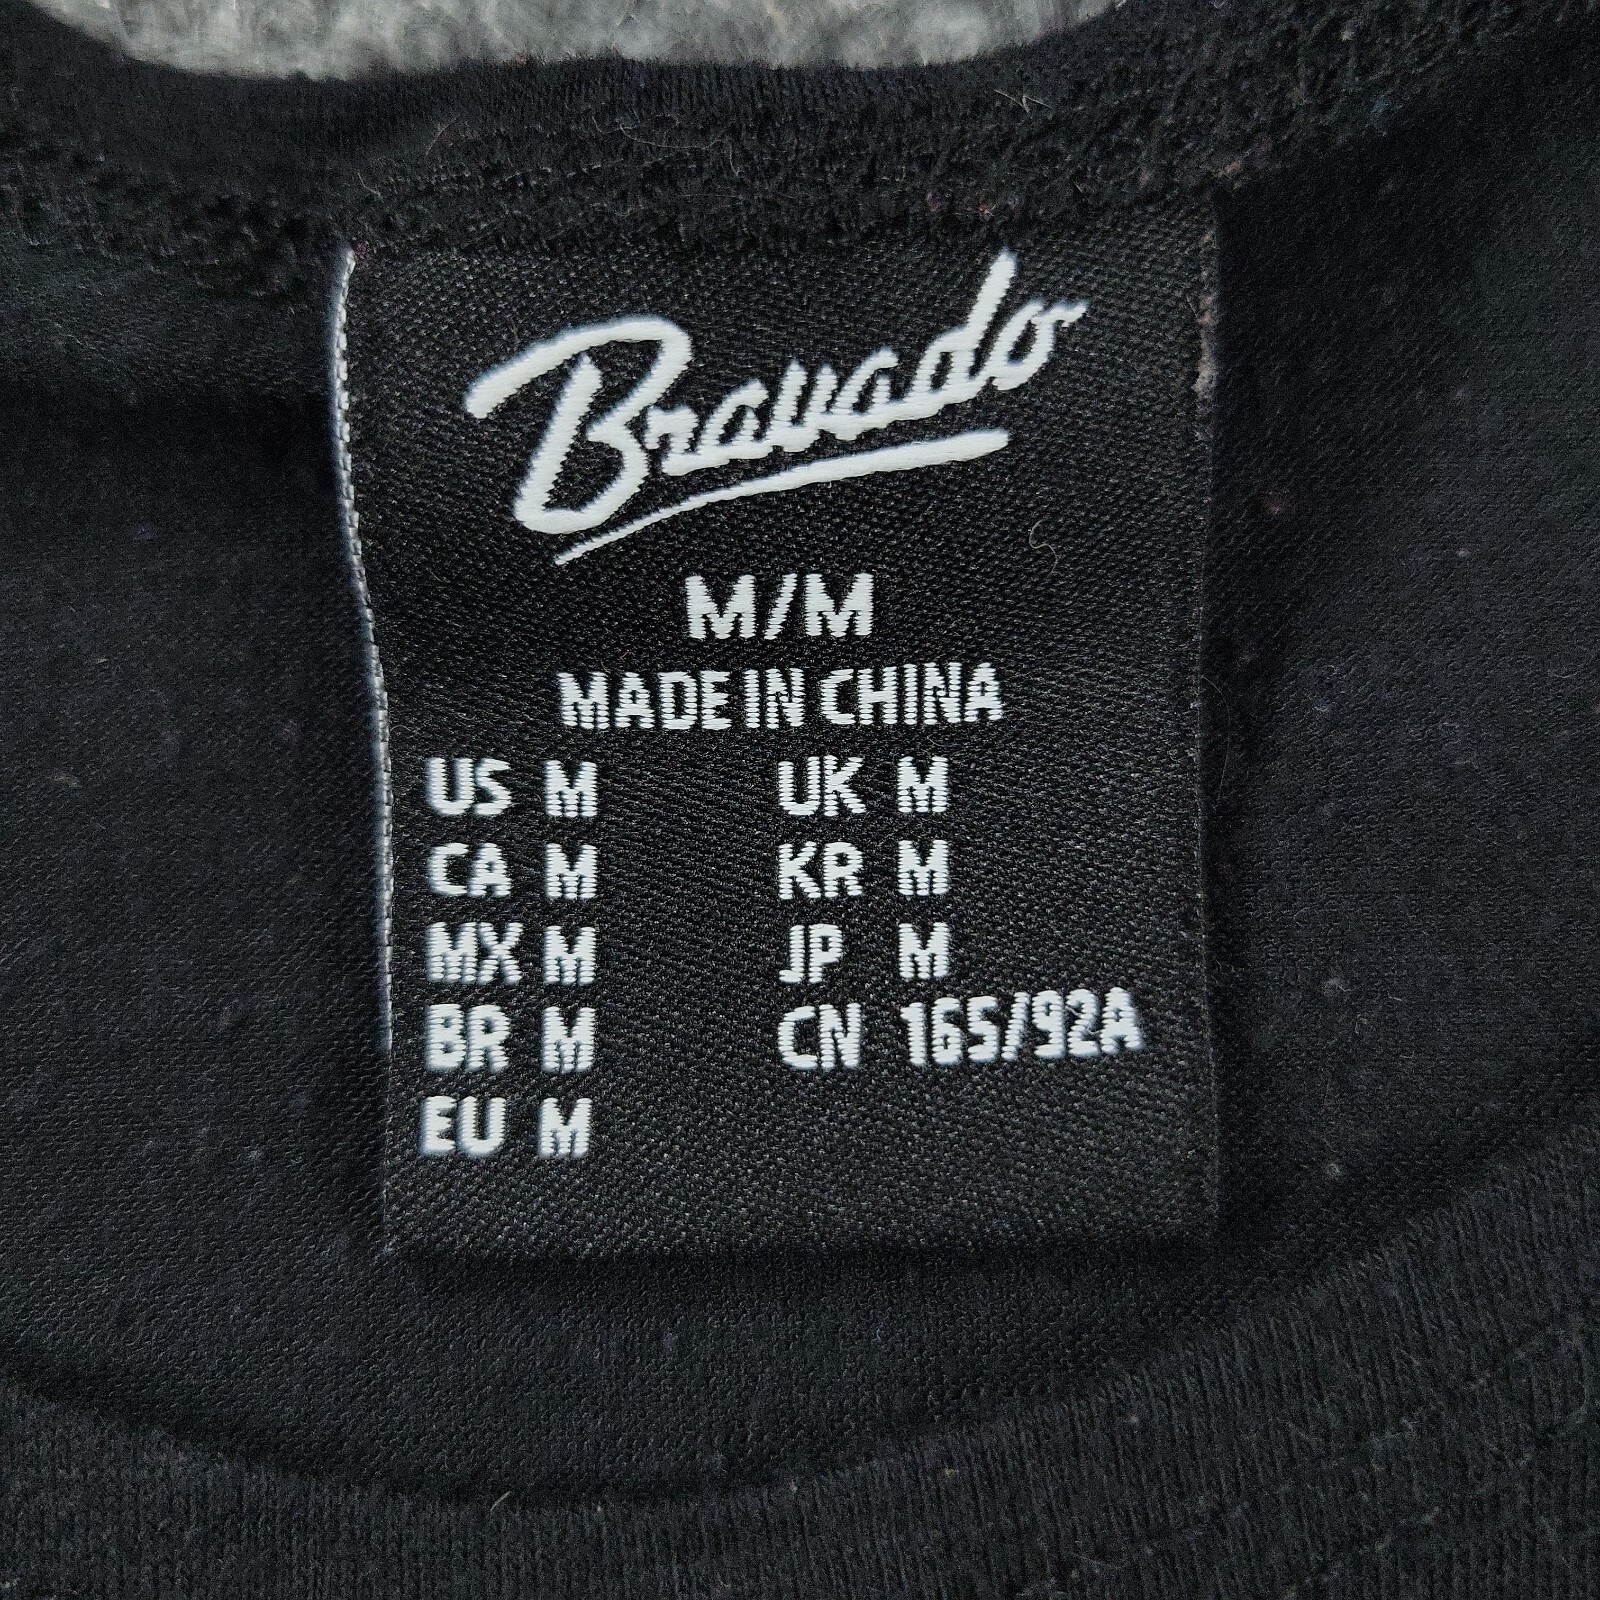 Bravado
M/M
MADE IN CHINA
US M UK M
CA M KR M
MX M JP M
BR M CN 165/92A
EU M